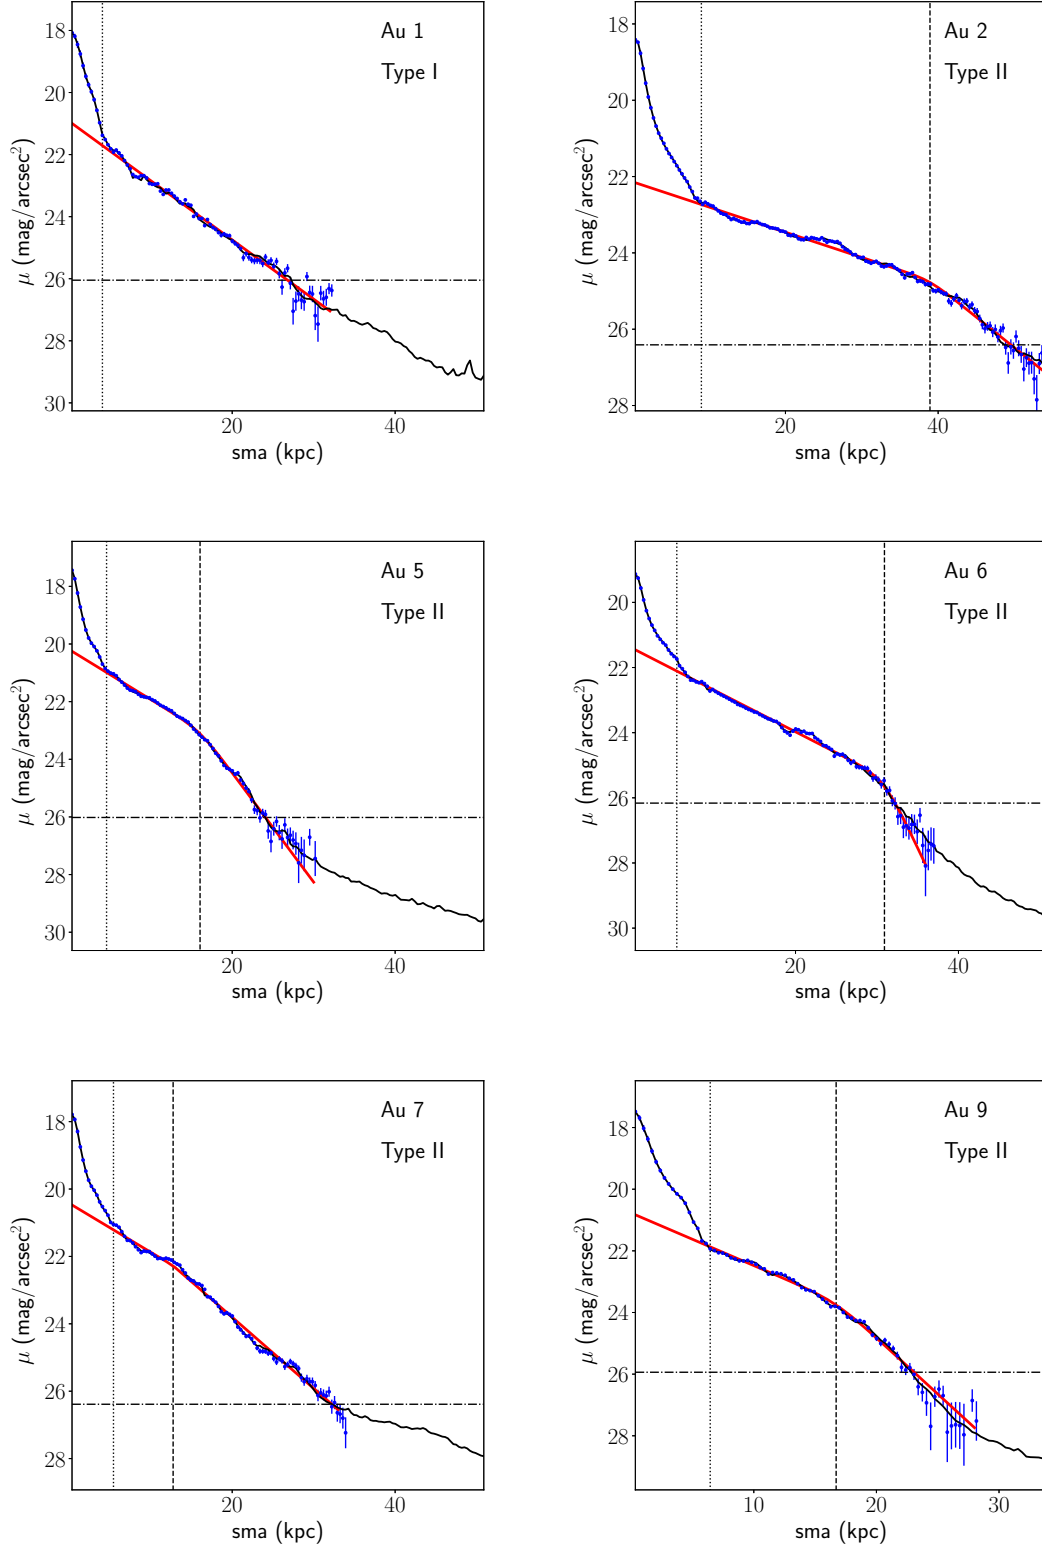 Au 1
Type I
μ (mag/arcsec²)
18
20
22
24
26
28
30
20
40
sma (kpc)
Au 2
Type II
μ (mag/arcsec²)
18
20
22
24
26
28
20
40
sma (kpc)
Au 5
Type II
μ (mag/arcsec²)
18
20
22
24
26
28
30
20
40
sma (kpc)
Au 6
Type II
μ (mag/arcsec²)
20
22
24
26
28
30
20
40
sma (kpc)
Au 7
Type II
μ (mag/arcsec²)
18
20
22
24
26
28
20
40
sma (kpc)
Au 9
Type II
μ (mag/arcsec²)
18
20
22
24
26
28
10
20
30
sma (kpc)